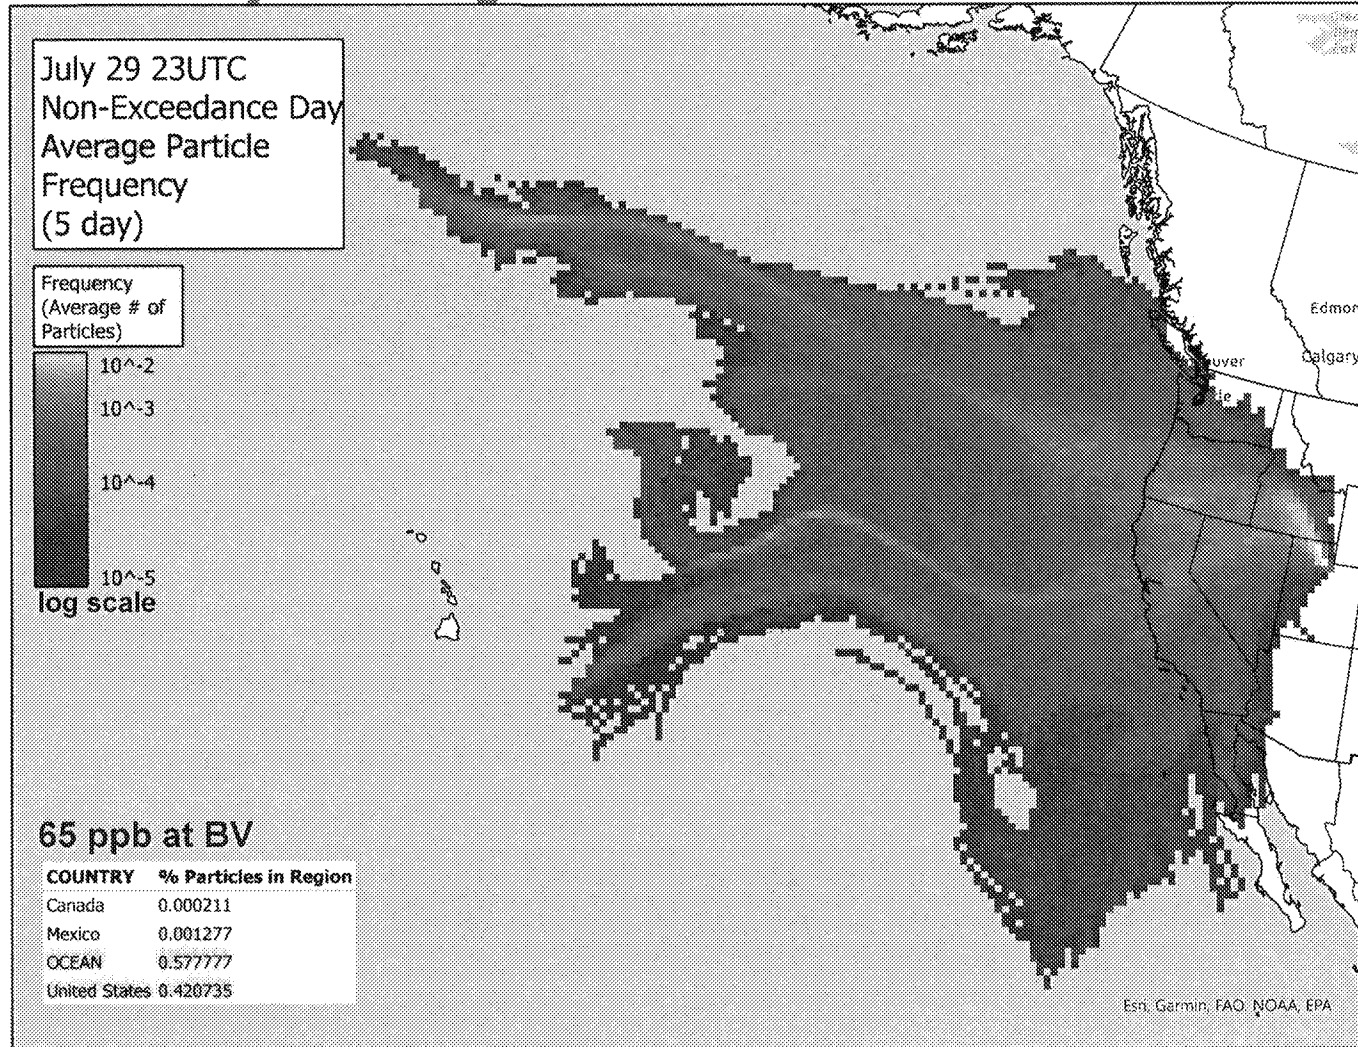 July 29 23UTC
Non-Exceedance Day
Average Particle
Frequency
(5 day)
Frequency
(Average # of
Particles)
10^-2
10^-3
10^-4
10^-5
log scale
Edmor
uver
Calgary
65 ppb at BV
COUNTRY % Particles in Region
Canada 0.000211
Mexico 0.001277
OCEAN 0.577777
United States 0.420735
Esri, Garmin, FAO, NOAA, EPA